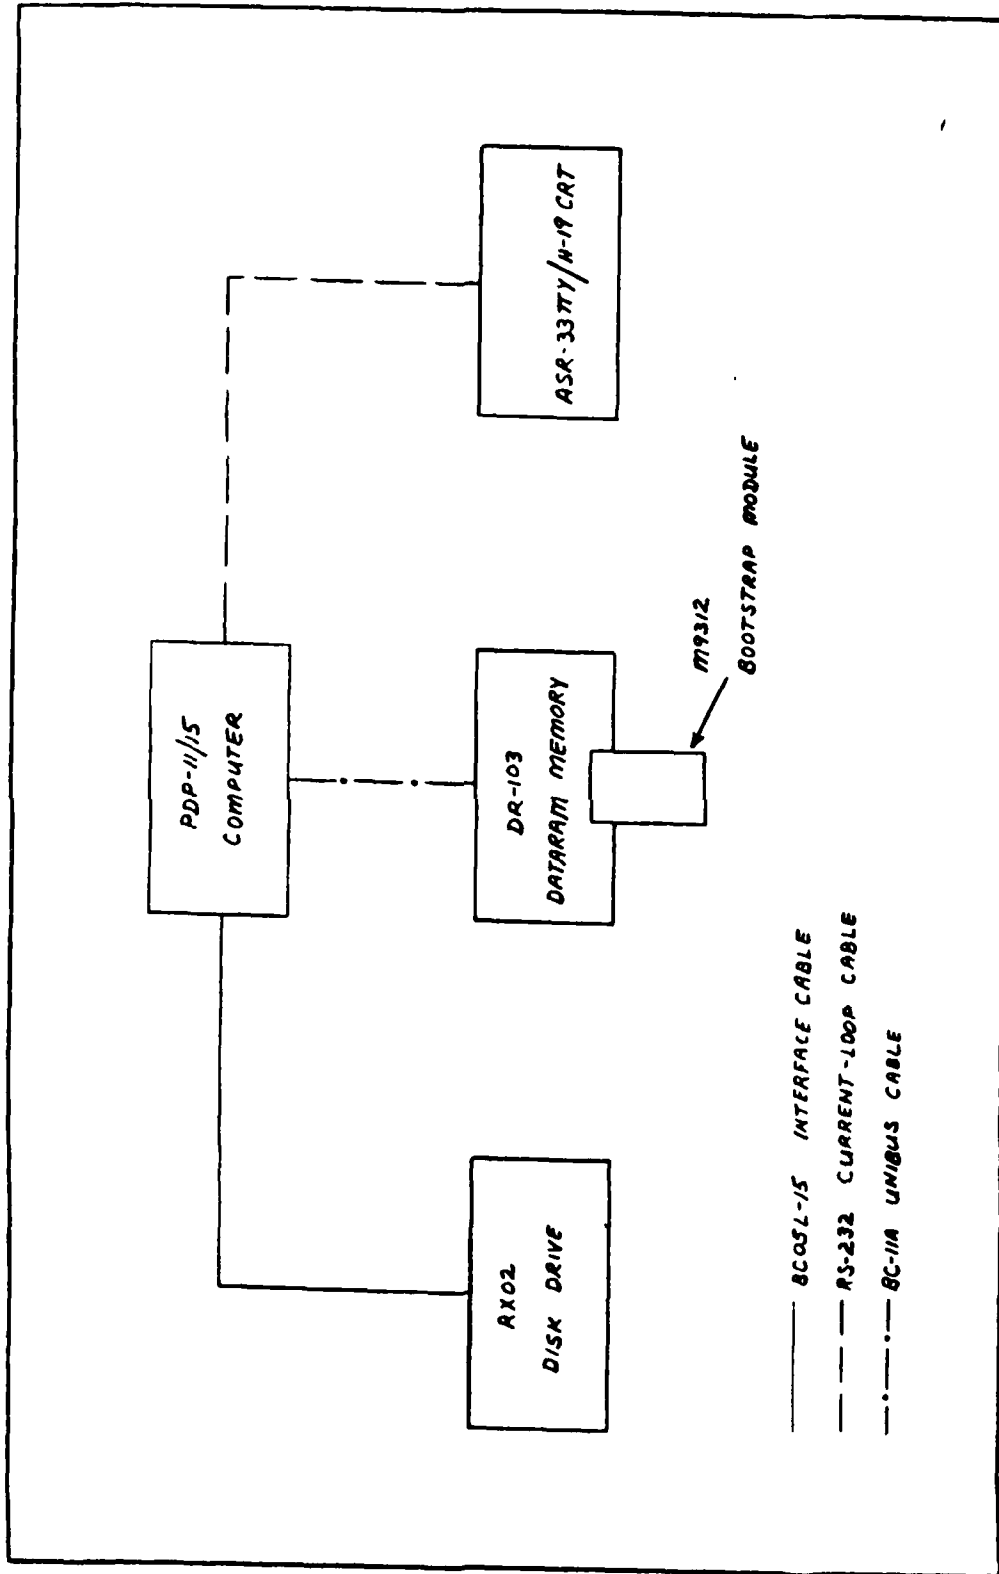 PDP-11/15
COMPUTER
RX02
DISK DRIVE
DR-103
DATARAM MEMORY
ASR-33TTY/H-19 CRT
M9312
BOOTSTRAP MODULE
BC05L-15 INTERFACE CABLE
RS-232 CURRENT-LOOP CABLE
BC-11A UNIBUS CABLE